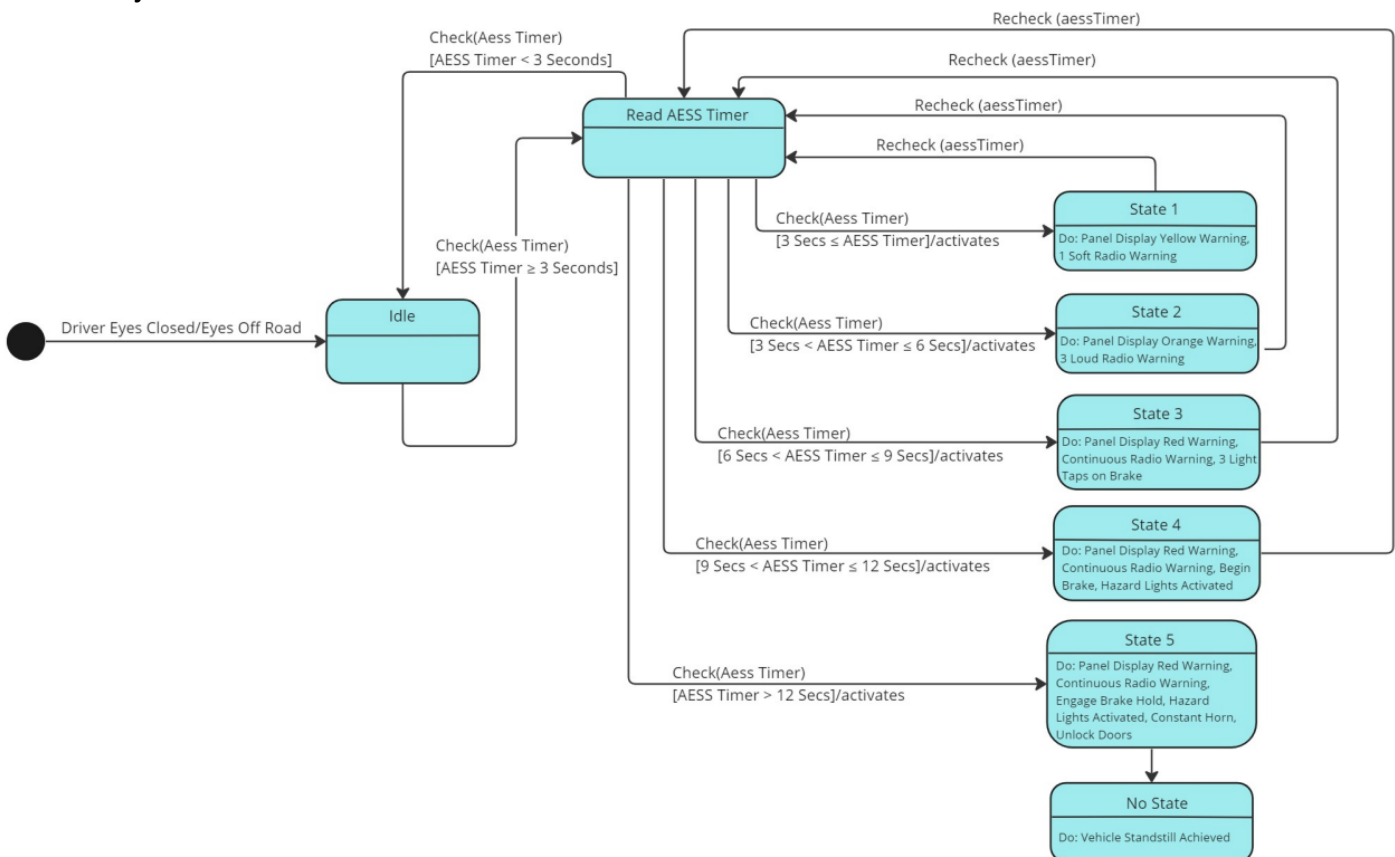 Recheck (aessTimer)
Check(Aess Timer)
[AESS Timer < 3 Seconds]
Recheck (aessTimer)
Recheck (aessTimer)
Read AESS Timer
Recheck (aessTimer)
State 1
Do: Panel Display Yellow Warning,
1 Soft Radio Warning
Check(Aess Timer)
[3 Secs ≤ AESS Timer]/activates
Check(Aess Timer)
[AESS Timer ≥ 3 Seconds]
Idle
Driver Eyes Closed/Eyes Off Road
State 2
Do: Panel Display Orange Warning,
3 Loud Radio Warning
Check(Aess Timer)
[3 Secs < AESS Timer ≤ 6 Secs]/activates
State 3
Do: Panel Display Red Warning,
Continuous Radio Warning, 3 Light
Taps on Brake
Check(Aess Timer)
[6 Secs < AESS Timer ≤ 9 Secs]/activates
State 4
Do: Panel Display Red Warning,
Continuous Radio Warning, Begin
Brake, Hazard Lights Activated
Check(Aess Timer)
[9 Secs < AESS Timer ≤ 12 Secs]/activates
State 5
Do: Panel Display Red Warning,
Continuous Radio Warning,
Engage Brake Hold, Hazard
Lights Activated, Constant Horn,
Unlock Doors
Check(Aess Timer)
[AESS Timer > 12 Secs]/activates
No State
Do: Vehicle Standstill Achieved